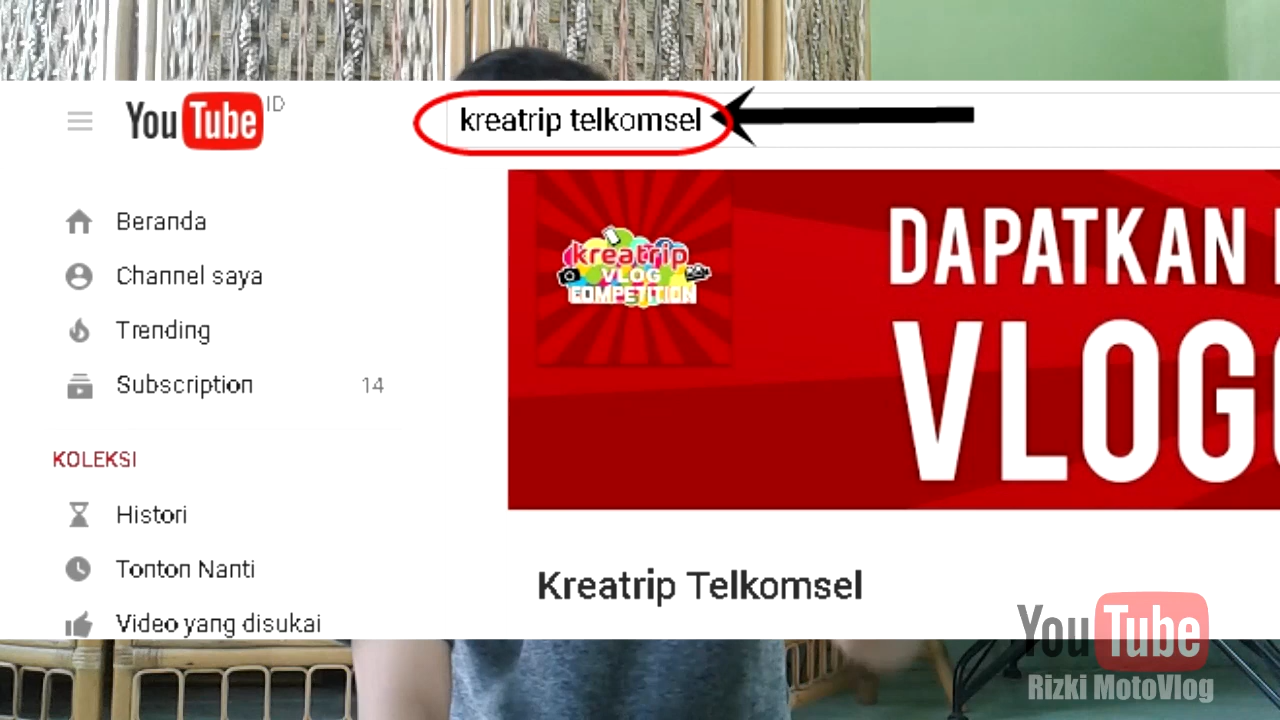 YouTube ID
kreatrip telkomsel
Beranda
Channel saya
Trending
Subscription 14
KOLEKSI
Histori
Tonton Nanti
Video yang disukai
kreatrip
VLOG
COMPETITION
DAPATKAN
VLOG
Kreatrip Telkomsel
YouTube
Rizki MotoVlog